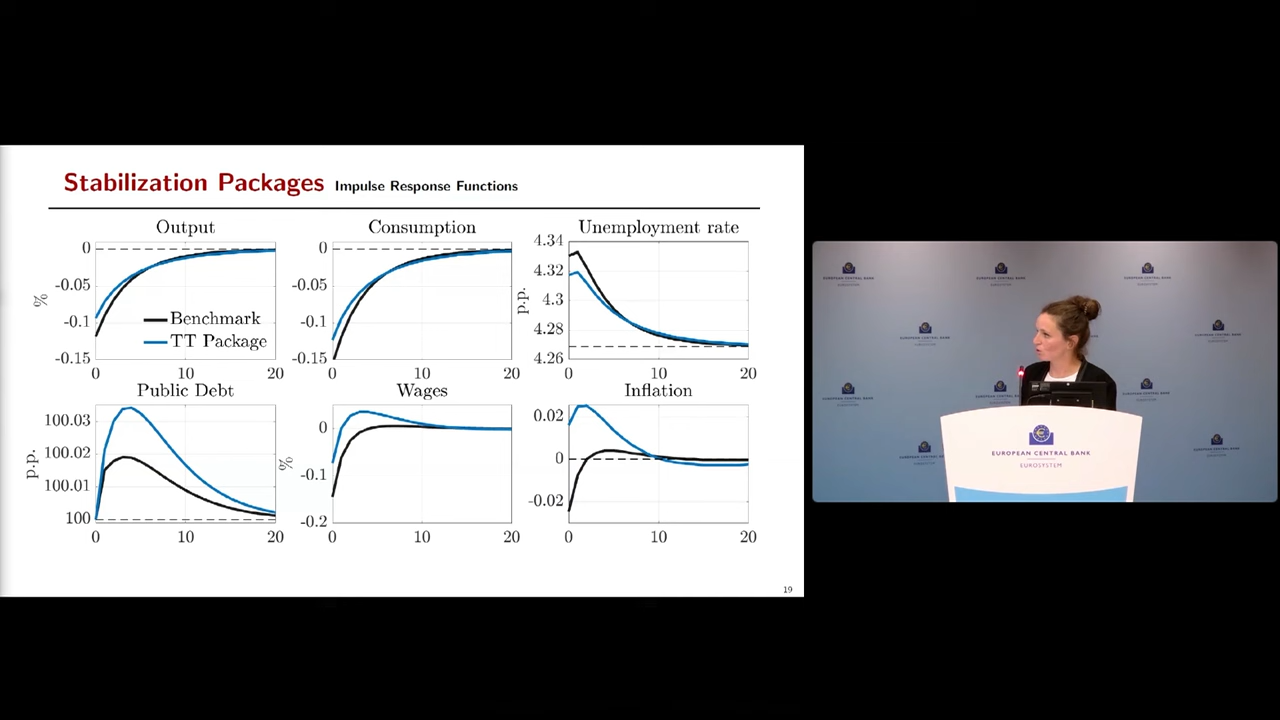 Stabilization Packages Impulse Response Functions
Output
Consumption
Unemployment rate
0
-0.05
-0.1
-0.15
%
Benchmark
TT Package
0 10 20
0
-0.05
-0.1
-0.15
0 10 20
4.34
4.32
4.3
4.28
4.26
p.p.
0 10 20
Public Debt
Wages
Inflation
100.03
100.02
100.01
100
p.p.
0 10 20
0
-0.1
-0.2
%
0 10 20
0.02
0
-0.02
0 10 20
19
EUROPEAN CENTRAL BANK
EUROSYSTEM